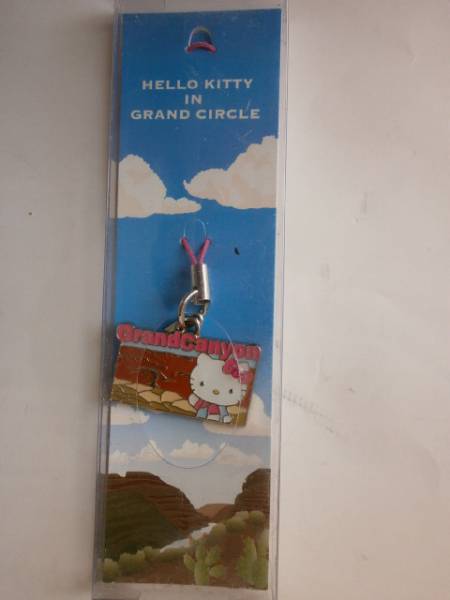 HELLO KITTY
IN
GRAND CIRCLE
GrandCanyon